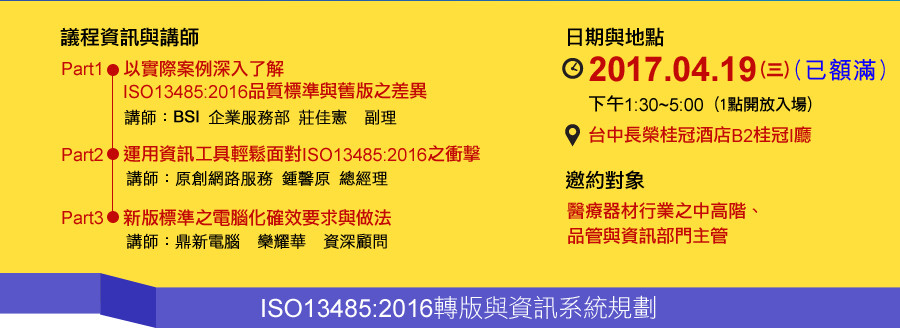 議程資訊與講師
Part1 以實際案例深入了解
ISO13485:2016品質標準與舊版之差異
講師：BSI 企業服務部 莊佳憲 副理
Part2 運用資訊工具輕鬆面對ISO13485:2016之衝擊
講師：原創網路服務 鍾馨原 總經理
Part3 新版標準之電腦化確效要求與做法
講師：鼎新電腦 欒耀華 資深顧問
日期與地點
2017.04.19(三)(已額滿)
下午1:30~5:00（1點開放入場）
台中長榮桂冠酒店B2桂冠I廳
邀約對象
醫療器材行業之中高階、
品管與資訊部門主管
ISO13485:2016轉版與資訊系統規劃